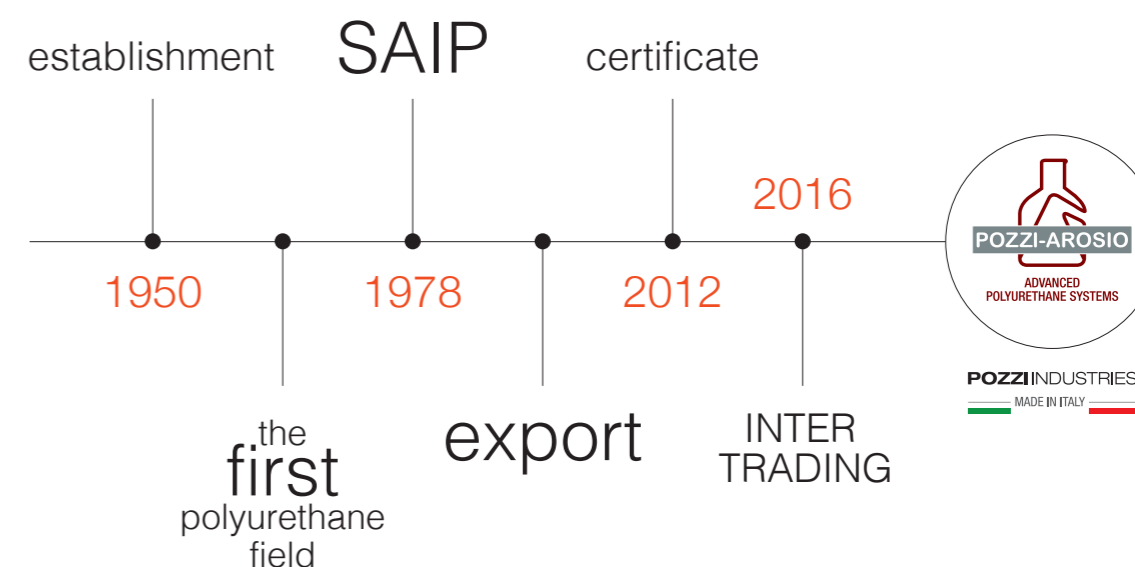 establishment
SAIP
certificate
2016
1950
1978
2012
the
first
polyurethane
field
export
INTER
TRADING
POZZI-AROSIO
ADVANCED
POLYURETHANE SYSTEMS
POZZI INDUSTRIES
MADE IN ITALY